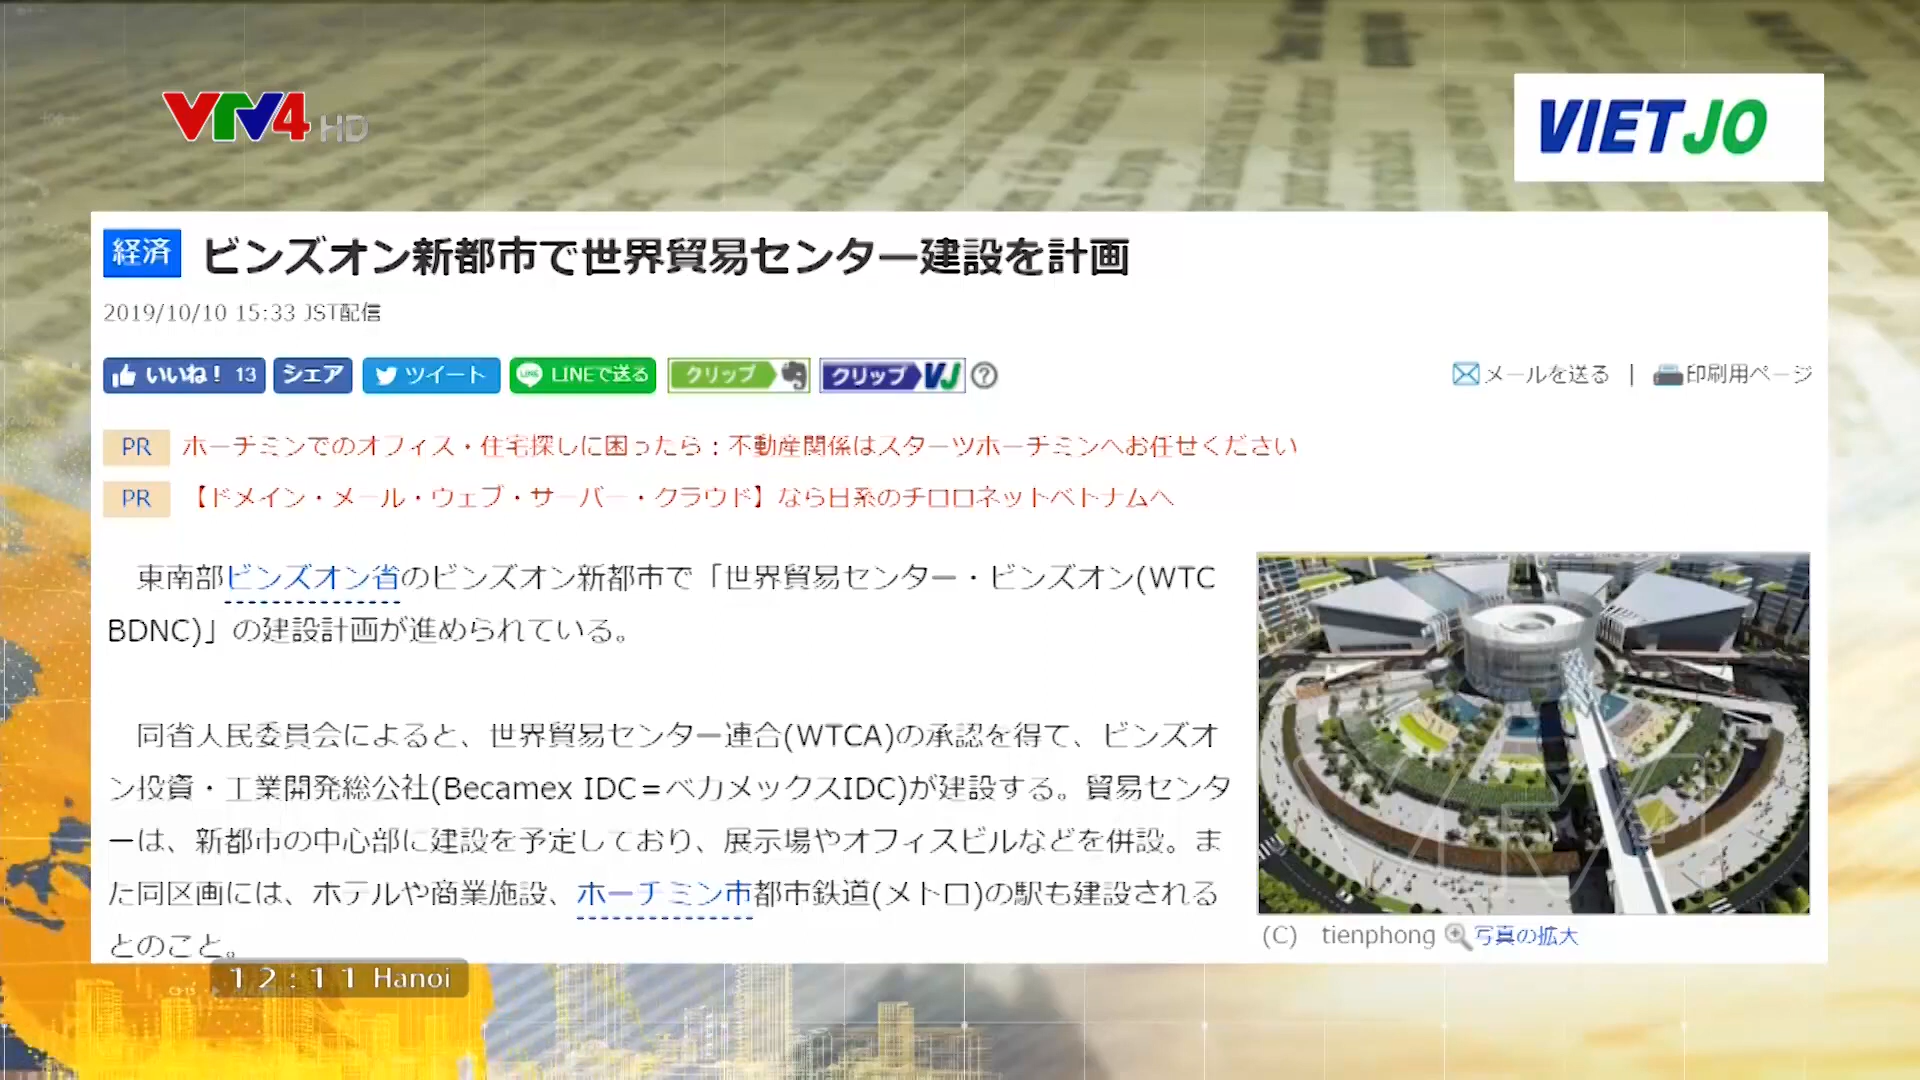 VTV4 HD
VIETJO
経済 ビンズオン新都市で世界貿易センター建設を計画
2019/10/10 15:33 JST配信
いいね! 13 シェア ツイート LINEで送る クリップ クリップ VJ ? メールを送る | 印刷用ページ
PR ホーチミンでのオフィス・住宅探しに困ったら：不動産関係はスターツホーチミンへお任せください
PR 【ドメイン・メール・ウェブ・サーバー・クラウド】なら日系のチロロネットベトナムへ
東南部ビンズオン省のビンズオン新都市で「世界貿易センター・ビンズオン(WTC
BDNC)」の建設計画が進められている。
同省人民委員会によると、世界貿易センター連合(WTCA)の承認を得て、ビンズオ
ン投資・工業開発総公社(Becamex IDC＝ベカメックスIDC)が建設する。貿易センタ
ーは、新都市の中心部に建設を予定しており、展示場やオフィスビルなどを併設。ま
た同区画には、ホテルや商業施設、ホーチミン市都市鉄道(メトロ)の駅も建設される
とのこと。
VTV4
(C) tienphong 写真の拡大
12:11 Hanoi